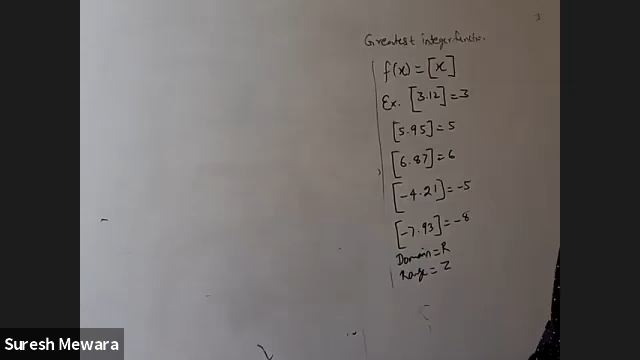 Greatest integer function.
f(x) = [x]
Ex. [3.12] = 3
[5.95] = 5
[6.87] = 6
[-4.21] = -5
[-7.93] = -8
Domain = R
Range = Z
Suresh Mewara